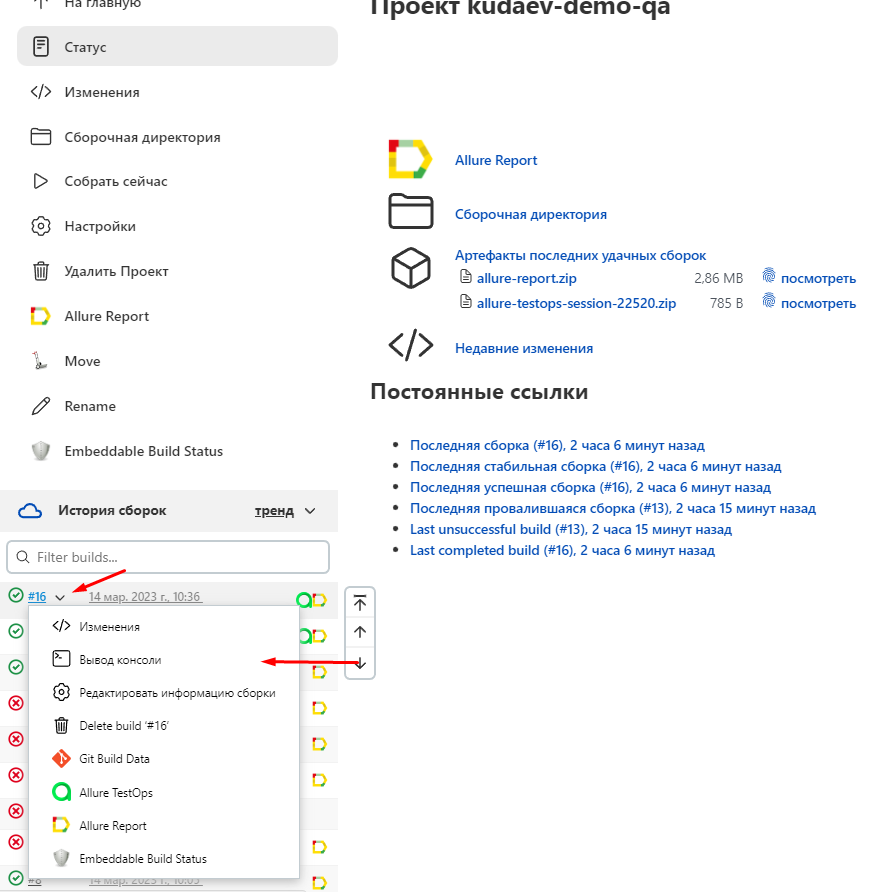 На главную
Статус
Изменения
Сборочная директория
Собрать сейчас
Настройки
Удалить Проект
Allure Report
Move
Rename
Embeddable Build Status
История сборок тренд
Filter builds...
#16 14 мар. 2023 г., 10:36
Изменения
Вывод консоли
Редактировать информацию сборки
Delete build ‘#16’
Git Build Data
Allure TestOps
Allure Report
Embeddable Build Status
#8 14 мар. 2023 г., 10:05
Проект kudaev-demo-qa
Allure Report
Сборочная директория
Артефакты последних удачных сборок
allure-report.zip 2,86 MB посмотреть
allure-testops-session-22520.zip 785 B посмотреть
Недавние изменения
Постоянные ссылки
Последняя сборка (#16), 2 часа 6 минут назад
Последняя стабильная сборка (#16), 2 часа 6 минут назад
Последняя успешная сборка (#16), 2 часа 6 минут назад
Последняя провалившаяся сборка (#13), 2 часа 15 минут назад
Last unsuccessful build (#13), 2 часа 15 минут назад
Last completed build (#16), 2 часа 6 минут назад